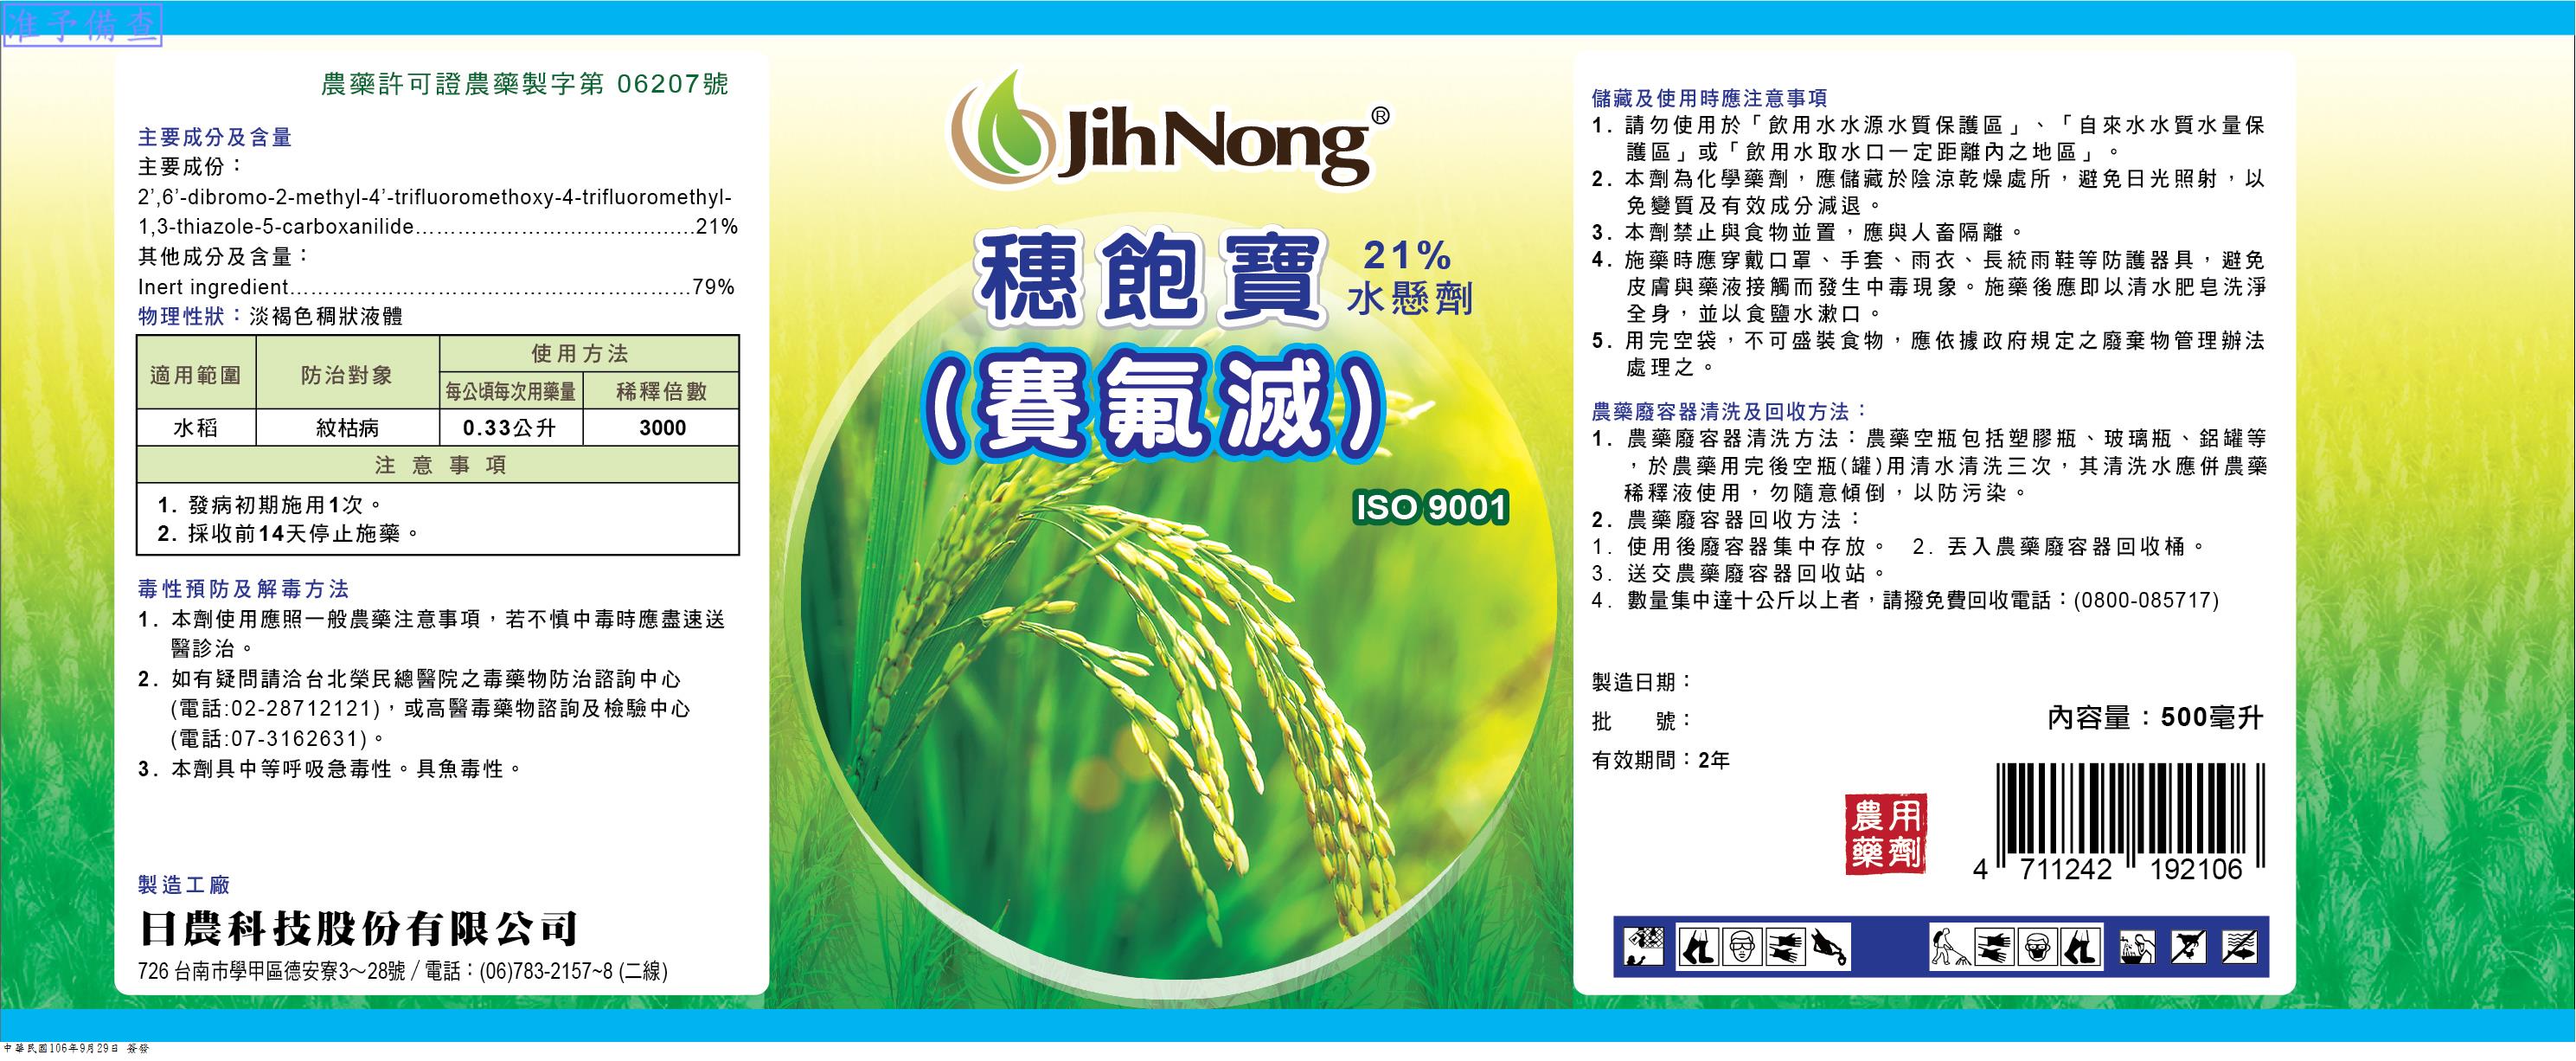 准予備查
農藥許可證農藥製字第 06207號
主要成分及含量
主要成份：
2’,6’-dibromo-2-methyl-4’-trifluoromethoxy-4-trifluoromethyl-
1,3-thiazole-5-carboxanilide…………………………………21%
其他成分及含量：
Inert ingredient…………………………………………………79%
物理性狀：淡褐色稠狀液體
適用範圍 防治對象 使用方法
每公頃每次用藥量 稀釋倍數
水稻 紋枯病 0.33公升 3000
注意事項
1. 發病初期施用1次。
2. 採收前14天停止施藥。
毒性預防及解毒方法
1. 本劑使用應照一般農藥注意事項，若不慎中毒時應盡速送
醫診治。
2. 如有疑問請洽台北榮民總醫院之毒藥物防治諮詢中心
(電話:02-28712121)，或高醫毒藥物諮詢及檢驗中心
(電話:07-3162631)。
3. 本劑具中等呼吸急毒性。具魚毒性。
製造工廠
日農科技股份有限公司
726 台南市學甲區德安寮3～28號 / 電話：(06)783-2157~8 (二線)
JihNong®
穗飽寶
21%
水懸劑
(賽氟滅)
ISO 9001
儲藏及使用時應注意事項
1. 請勿使用於「飲用水水源水質保護區」、「自來水水質水量保
護區」或「飲用水取水口一定距離內之地區」。
2. 本劑為化學藥劑，應儲藏於陰涼乾燥處所，避免日光照射，以
免變質及有效成分減退。
3. 本劑禁止與食物並置，應與人畜隔離。
4. 施藥時應穿戴口罩、手套、雨衣、長統雨鞋等防護器具，避免
皮膚與藥液接觸而發生中毒現象。施藥後應即以清水肥皂洗淨
全身，並以食鹽水漱口。
5. 用完空袋，不可盛裝食物，應依據政府規定之廢棄物管理辦法
處理之。
農藥廢容器清洗及回收方法：
1. 農藥廢容器清洗方法：農藥空瓶包括塑膠瓶、玻璃瓶、鋁罐等
，於農藥用完後空瓶(罐)用清水清洗三次，其清洗水應併農藥
稀釋液使用，勿隨意傾倒，以防污染。
2. 農藥廢容器回收方法：
1. 使用後廢容器集中存放。 2. 丟入農藥廢容器回收桶。
3. 送交農藥廢容器回收站。
4. 數量集中達十公斤以上者，請撥免費回收電話：(0800-085717)
製造日期：
批　　號：
有效期間：2年
內容量：500毫升
農用
藥劑
4 711242 192106
中華民國106年9月29日 簽發